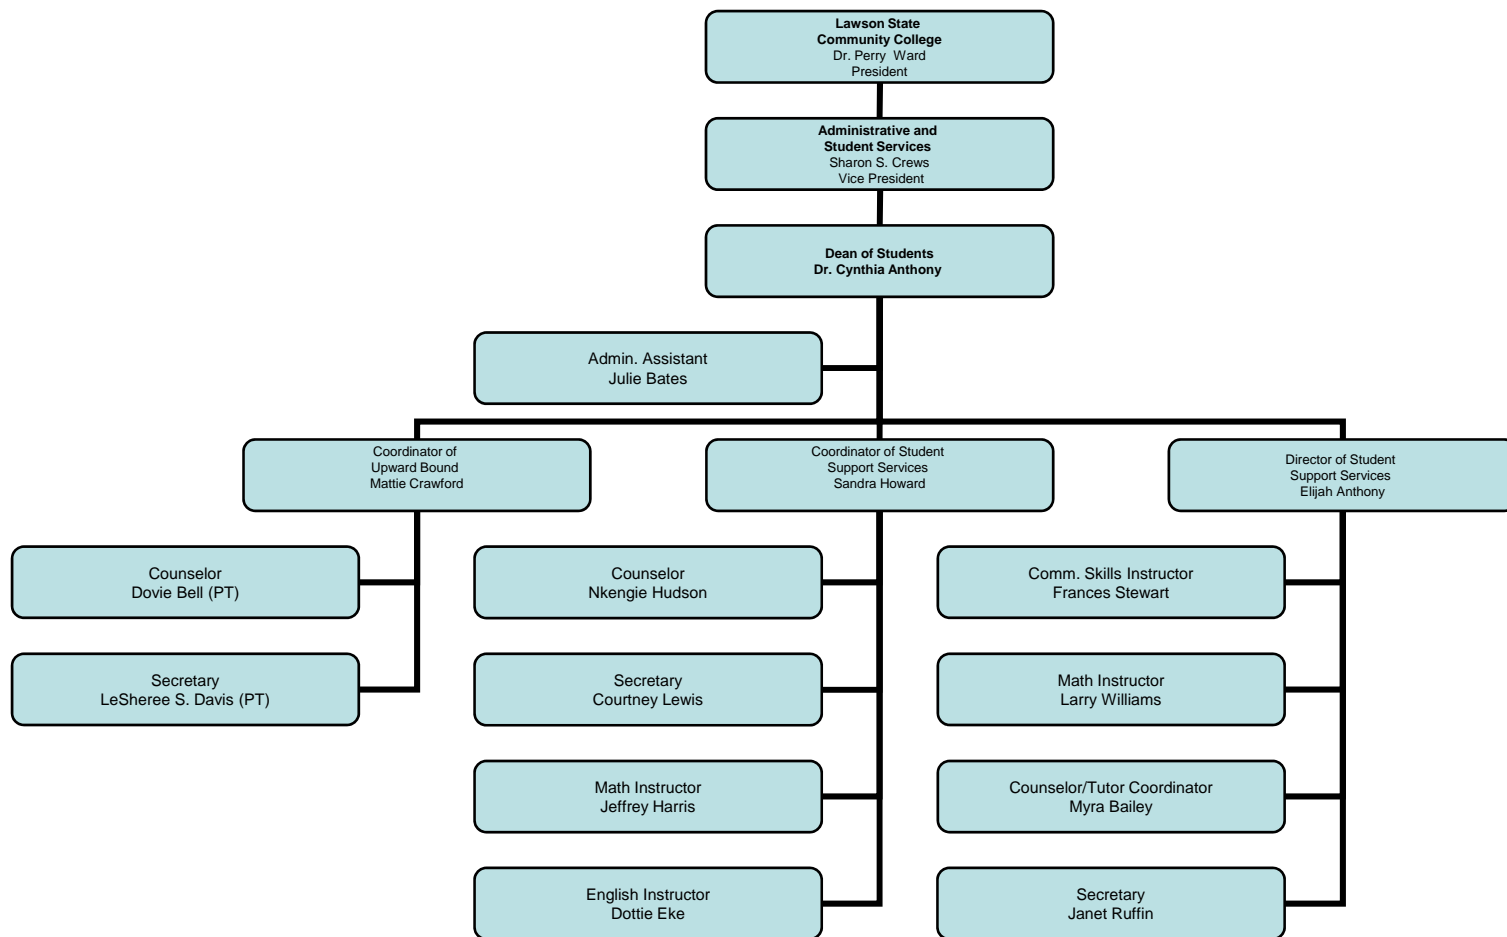 Lawson State
Community College
Dr. Perry Ward
President
Administrative and
Student Services
Sharon S. Crews
Vice President
Dean of Students
Dr. Cynthia Anthony
Admin. Assistant
Julie Bates
Coordinator of
Upward Bound
Mattie Crawford
Coordinator of Student
Support Services
Sandra Howard
Director of Student
Support Services
Elijah Anthony
Counselor
Dovie Bell (PT)
Counselor
Nkengie Hudson
Comm. Skills Instructor
Frances Stewart
Secretary
LeSheree S. Davis (PT)
Secretary
Courtney Lewis
Math Instructor
Larry Williams
Math Instructor
Jeffrey Harris
Counselor/Tutor Coordinator
Myra Bailey
English Instructor
Dottie Eke
Secretary
Janet Ruffin